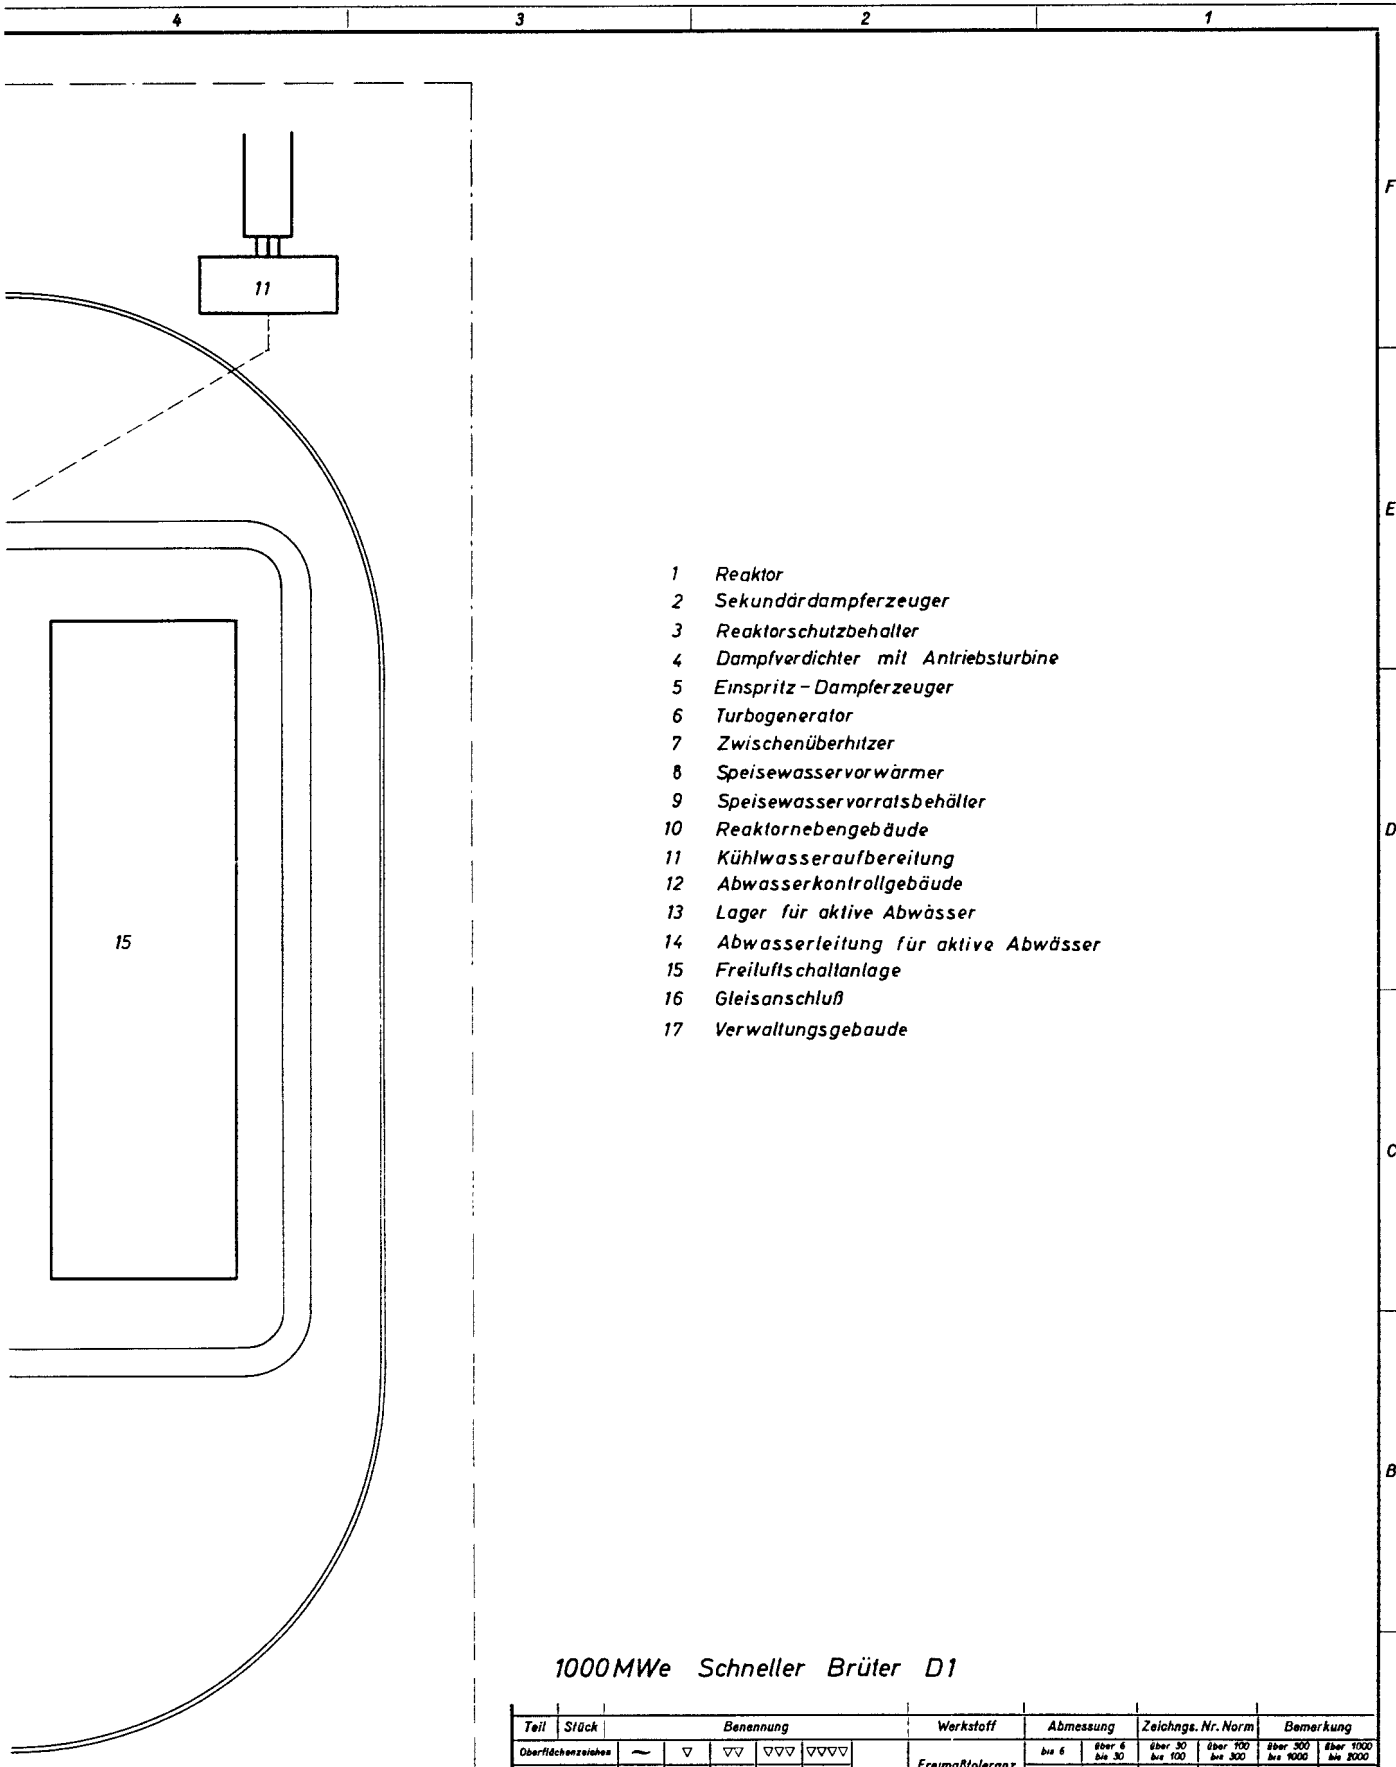 4 3 2 1
F
11
E
1 Reaktor
2 Sekundärdampferzeuger
3 Reaktorschutzbehalter
4 Dampfverdichter mit Antriebsturbine
5 Einspritz-Dampferzeuger
6 Turbogenerator
7 Zwischenüberhitzer
8 Speisewasservorwärmer
9 Speisewasservorratsbehälter
10 Reaktornebengebäude
D
11 Kühlwasseraufbereitung
12 Abwasserkontrollgebäude
13 Lager für aktive Abwässer
15
14 Abwasserleitung für aktive Abwässer
15 Freiluftschaltanlage
16 Gleisanschluß
17 Verwaltungsgebaude
C
B
1000 MWe Schneller Brüter D1
Teil Stück Benennung Werkstoff Abmessung Zeichngs. Nr. Norm Bemerkung
Oberflächenzeichen ~ ▽ ▽▽ ▽▽▽ ▽▽▽▽ Freimaßtoleranz bis 6 über 6 bis 30 über 30 bis 100 über 100 bis 300 über 300 bis 1000 über 1000 bis 2000